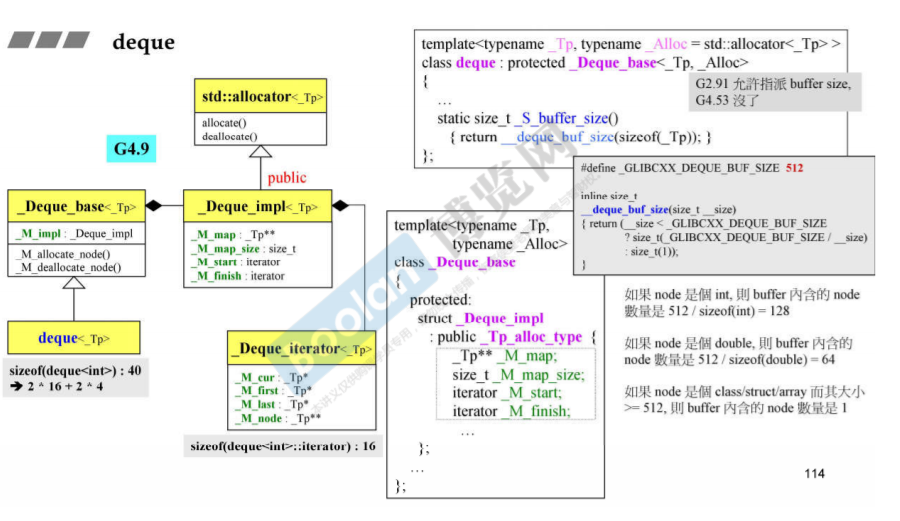 deque
std::allocator<_Tp>
allocate()
deallocate()
G4.9
public
_Deque_base<_Tp>
_M_impl : _Deque_impl
_M_allocate_node()
_M_deallocate_node()
_Deque_impl<_Tp>
_M_map : _Tp**
_M_map_size : size_t
_M_start : iterator
_M_finish : iterator
deque<_Tp>
sizeof(deque<int>) : 40
➔ 2 * 16 + 2 * 4
_Deque_iterator<_Tp>
_M_cur : _Tp*
_M_first : _Tp*
_M_last : _Tp*
_M_node : _Tp**
sizeof(deque<int>::iterator) : 16
template<typename _Tp, typename _Alloc = std::allocator<_Tp> >
class deque : protected _Deque_base<_Tp, _Alloc>
{
...
static size_t _S_buffer_size()
{ return __deque_buf_size(sizeof(_Tp)); }
};
G2.91 允許指派 buffer size,
G4.53 沒了
#define _GLIBCXX_DEQUE_BUF_SIZE 512
inline size_t
__deque_buf_size(size_t __size)
{ return (__size < _GLIBCXX_DEQUE_BUF_SIZE
? size_t(_GLIBCXX_DEQUE_BUF_SIZE / __size)
: size_t(1));
}
template<typename _Tp,
typename _Alloc>
class _Deque_base
{
protected:
struct _Deque_impl
: public _Tp_alloc_type {
_Tp** _M_map;
size_t _M_map_size;
iterator _M_start;
iterator _M_finish;
...
};
...
};
如果 node 是個 int, 則 buffer 內含的 node
數量是 512 / sizeof(int) = 128
如果 node 是個 double, 則 buffer 內含的
node 數量是 512 / sizeof(double) = 64
如果 node 是個 class/struct/array 而其大小
>= 512, 則 buffer 內含的 node 數量是 1
114
Boolan 博览网